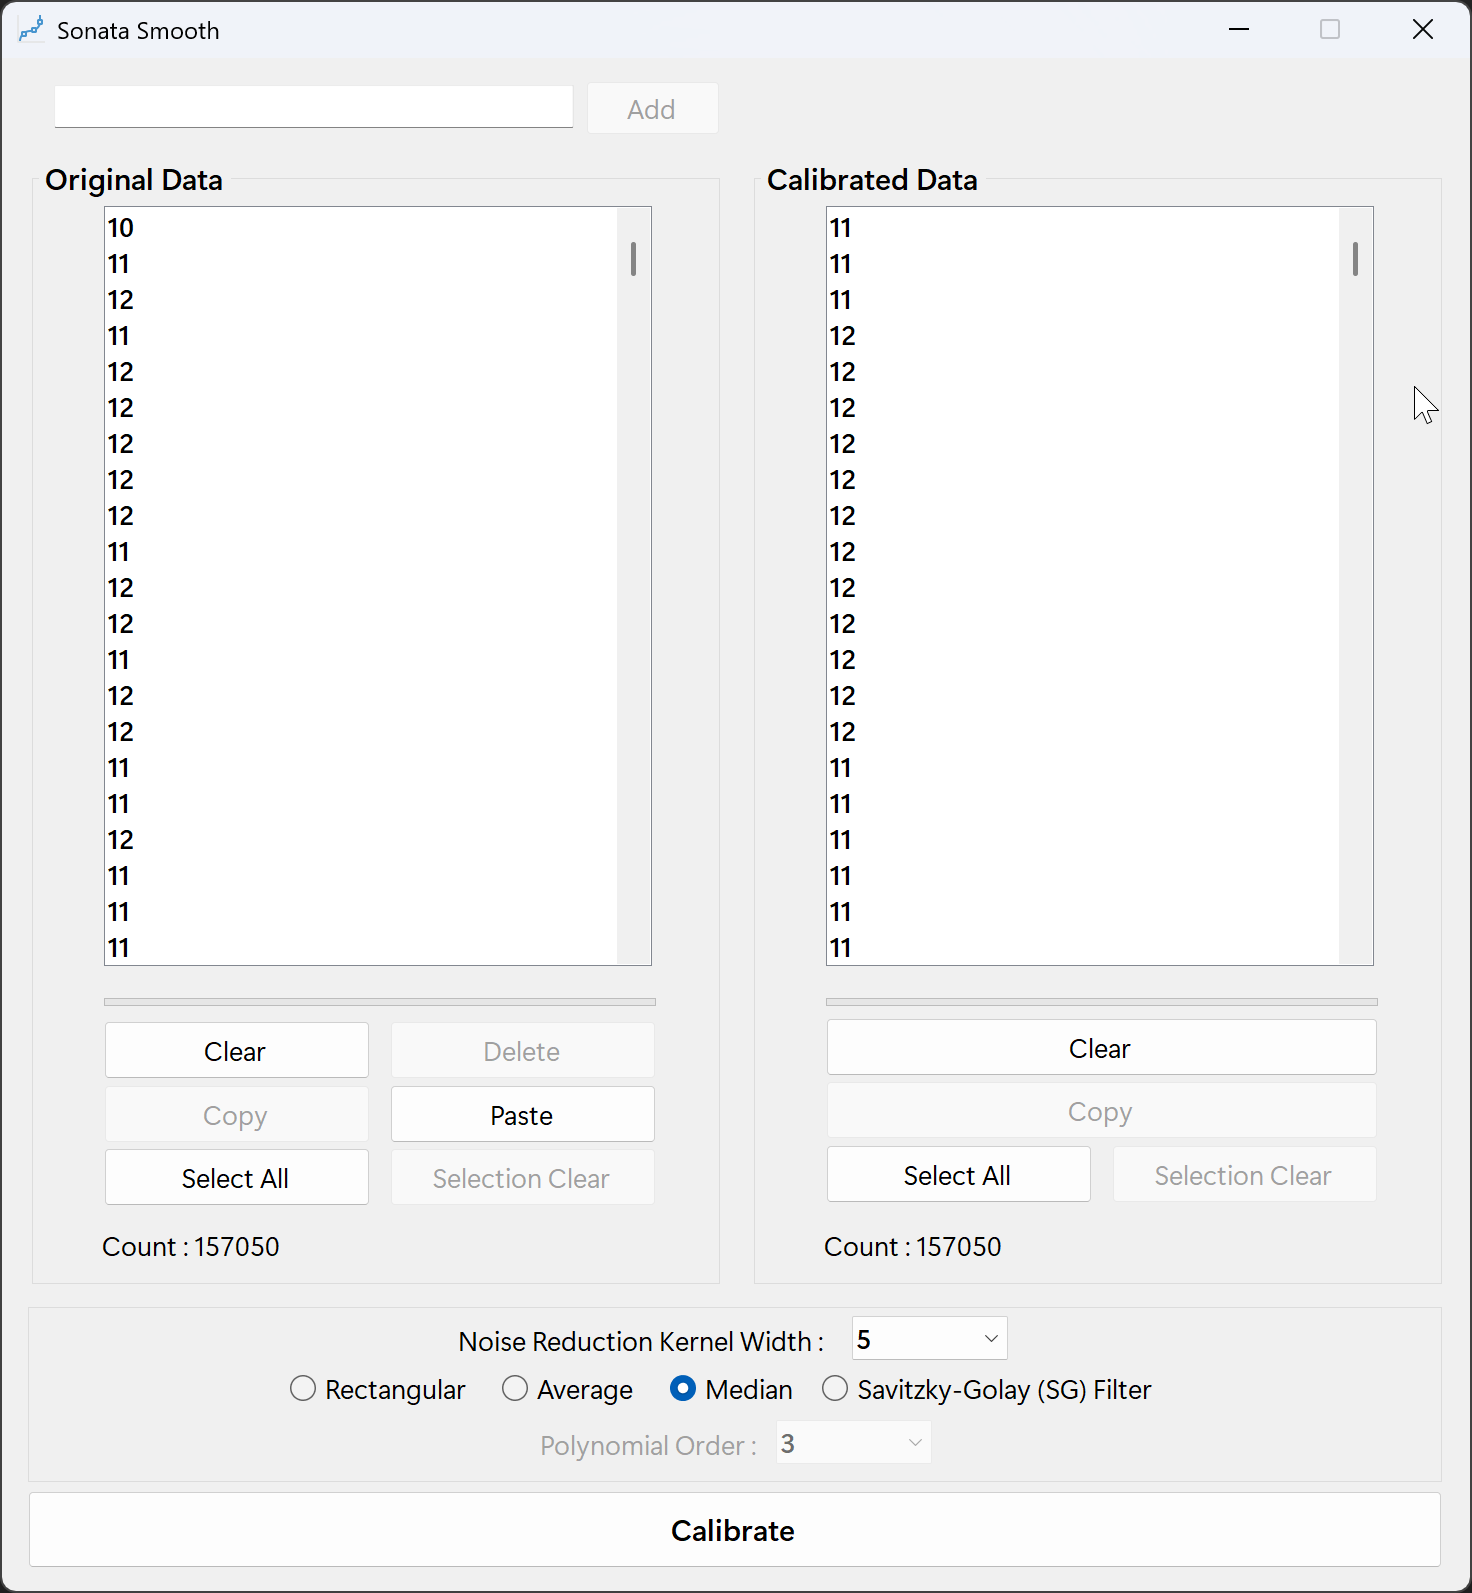 Sonata Smooth
Add
Original Data
10
11
12
11
12
12
12
12
12
11
12
12
11
12
12
11
11
12
11
11
11
Clear
Delete
Copy
Paste
Select All
Selection Clear
Count : 157050
Calibrated Data
11
11
11
12
12
12
12
12
12
12
12
12
12
12
12
11
11
11
11
11
11
Clear
Copy
Select All
Selection Clear
Count : 157050
Noise Reduction Kernel Width : 5
Rectangular Average Median Savitzky-Golay (SG) Filter
Polynomial Order : 3
Calibrate